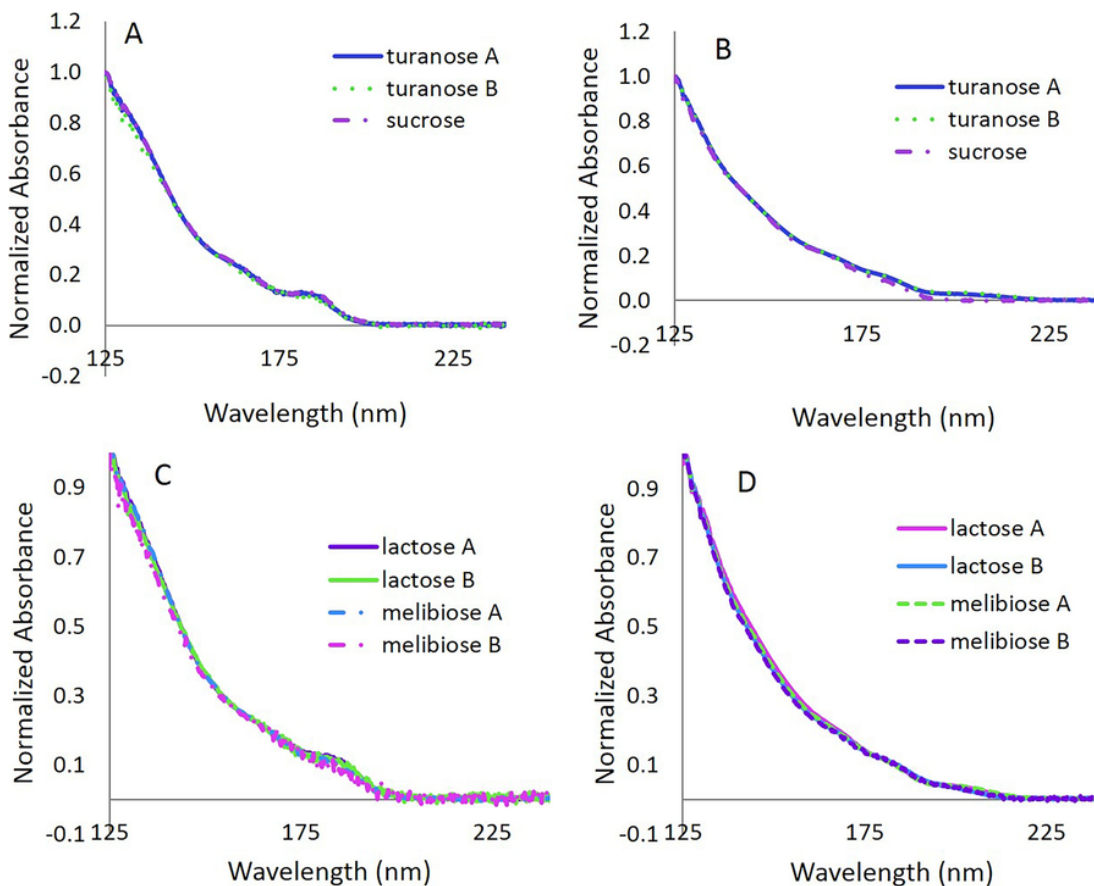 A
1.2
1.0
0.8
0.6
0.4
0.2
0.0
-0.2
Normalized Absorbance
turanose A
turanose B
sucrose
125
175
225
Wavelength (nm)
B
1.2
1.0
0.8
0.6
0.4
0.2
0.0
-0.2
Normalized Absorbance
turanose A
turanose B
sucrose
125
175
225
Wavelength (nm)
C
0.9
0.7
0.5
0.3
0.1
-0.1
Normalized Absorbance
lactose A
lactose B
melibiose A
melibiose B
125
175
225
Wavelength (nm)
D
0.9
0.7
0.5
0.3
0.1
-0.1
Normalized Absorbance
lactose A
lactose B
melibiose A
melibiose B
125
175
225
Wavelength (nm)